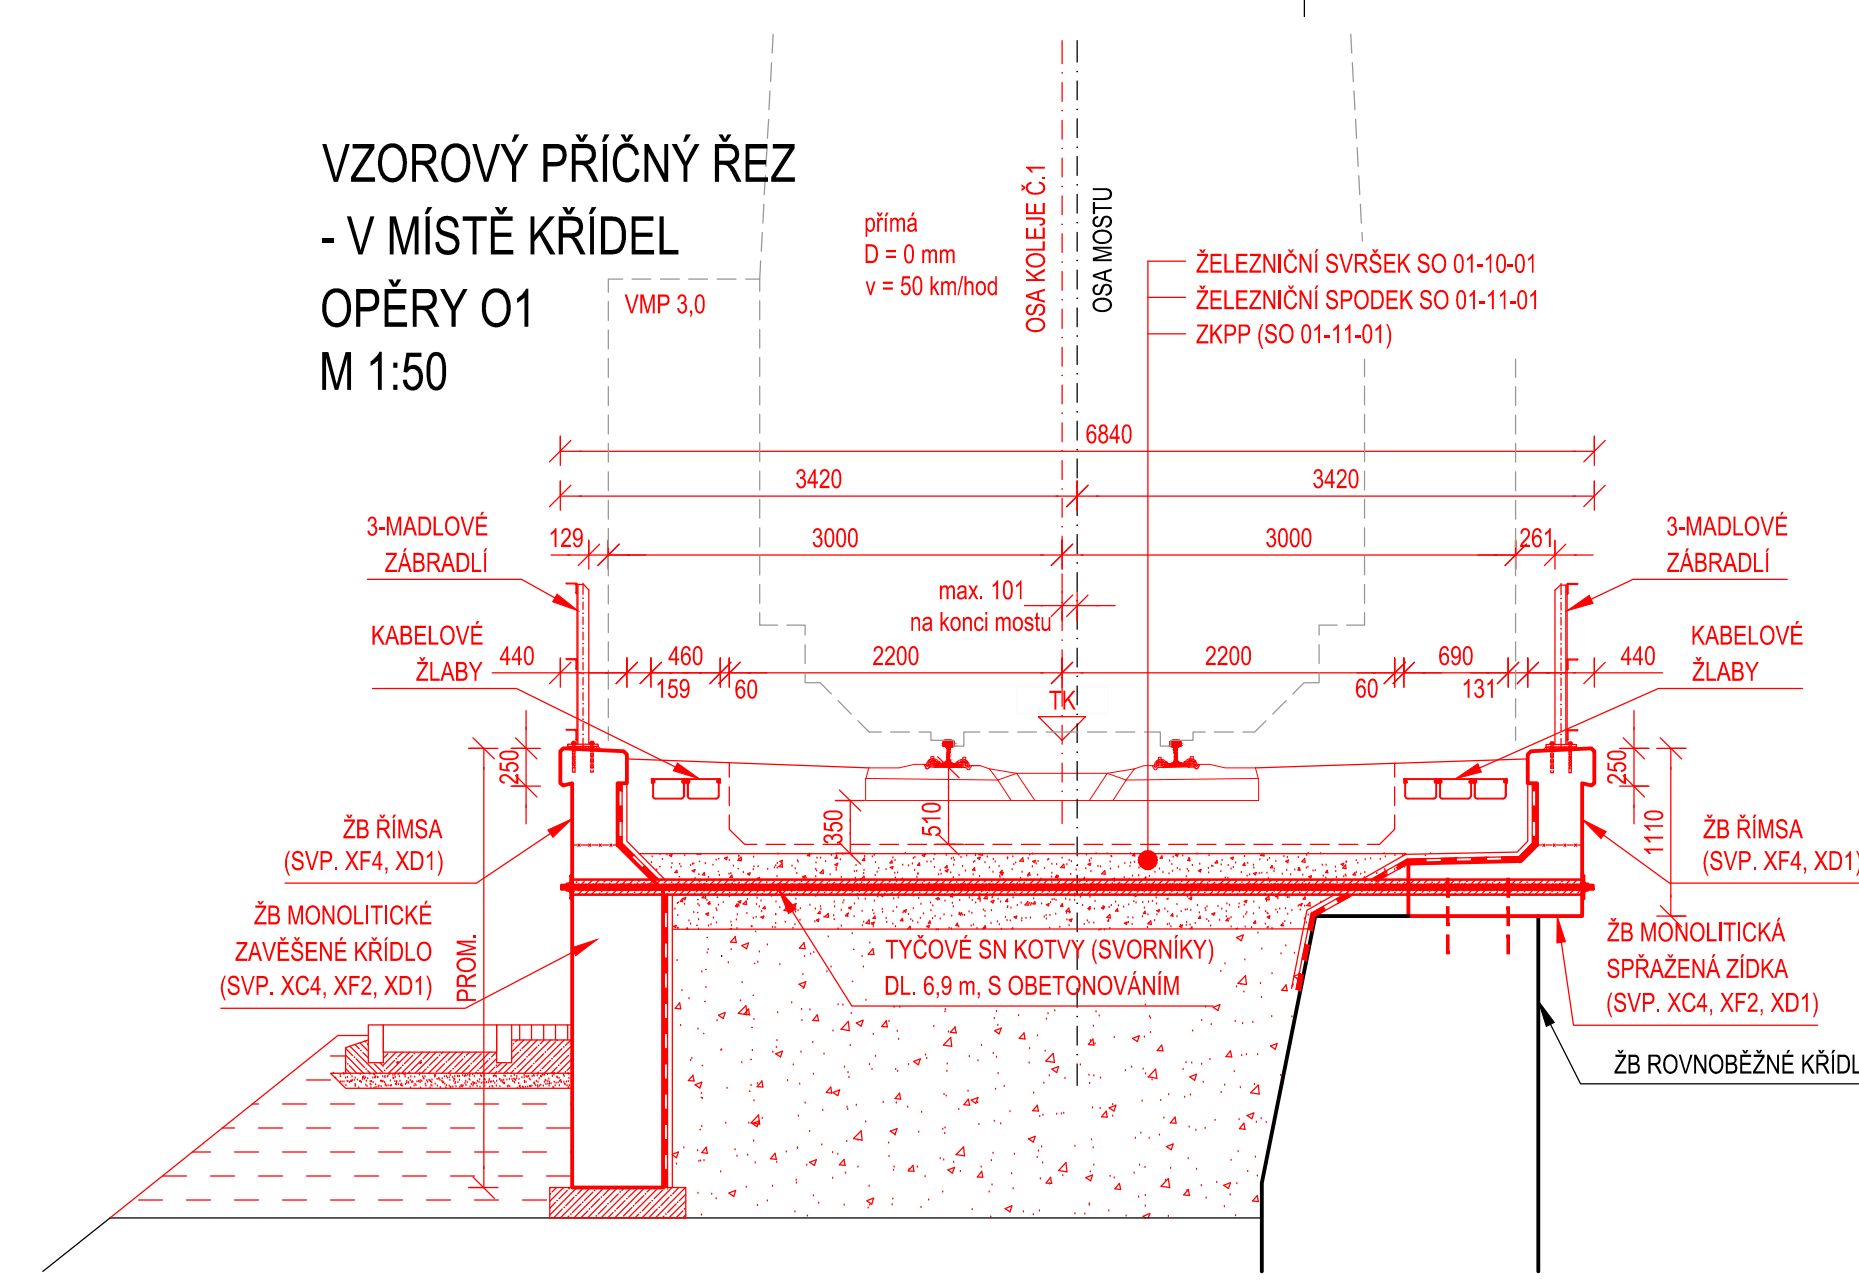 VZOROVÝ PŘÍČNÝ ŘEZ
- V MÍSTĚ KŘÍDEL
OPĚRY O1
M 1:50
přímá
D = 0 mm
v = 50 km/hod
VMP 3,0
OSA KOLEJE Č.1
OSA MOSTU
ŽELEZNIČNÍ SVRŠEK SO 01-10-01
ŽELEZNIČNÍ SPODEK SO 01-11-01
ZKPP (SO 01-11-01)
6840
3420
3420
129
3000
3000
261
3-MADLOVÉ
ZÁBRADLÍ
3-MADLOVÉ
ZÁBRADLÍ
max. 101
na konci mostu
KABELOVÉ
ŽLABY
KABELOVÉ
ŽLABY
440
460
2200
2200
690
440
159
60
60
131
TK
250
250
350
510
1110
PROM.
ŽB ŘÍMSA
(SVP. XF4, XD1)
ŽB ŘÍMSA
(SVP. XF4, XD1)
ŽB MONOLITICKÉ
ZAVĚŠENÉ KŘÍDLO
(SVP. XC4, XF2, XD1)
TYČOVÉ SN KOTVY (SVORNÍKY)
DL. 6,9 m, S OBETONOVÁNÍM
ŽB MONOLITICKÁ
SPŘAŽENÁ ZÍDKA
(SVP. XC4, XF2, XD1)
ŽB ROVNOBĚŽNÉ KŘÍDL